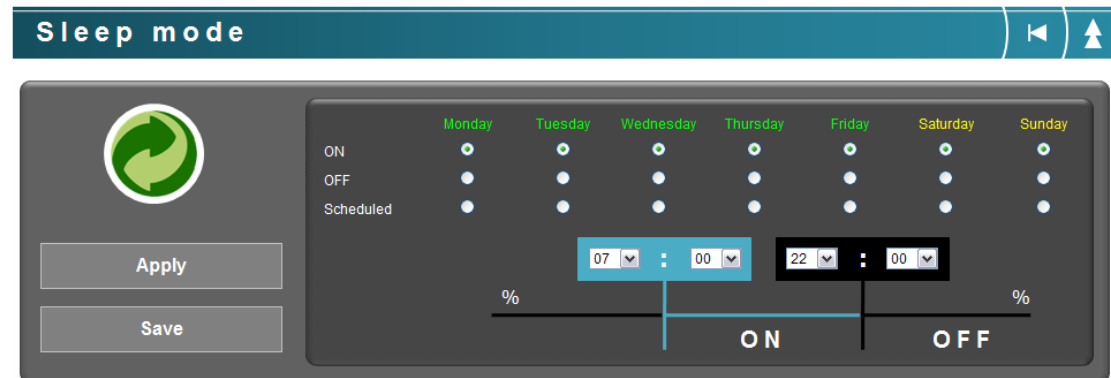 Sleep mode
Monday Tuesday Wednesday Thursday Friday Saturday Sunday
ON
OFF
Scheduled
Apply
07 : 00 22 : 00
% %
Save
ON OFF